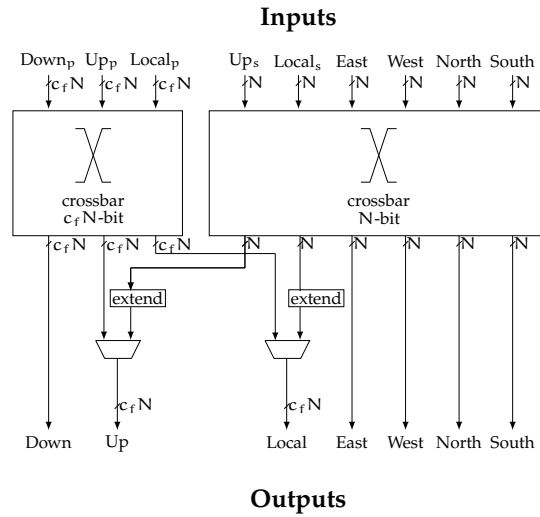 Inputs
Down_p Up_p Local_p Up_s Local_s East West North South
c_f N c_f N c_f N N N N N N N
crossbar crossbar
c_f N-bit N-bit
c_f N c_f N c_f N N N N N N N
extend extend
c_f N c_f N
Down Up Local East West North South
Outputs